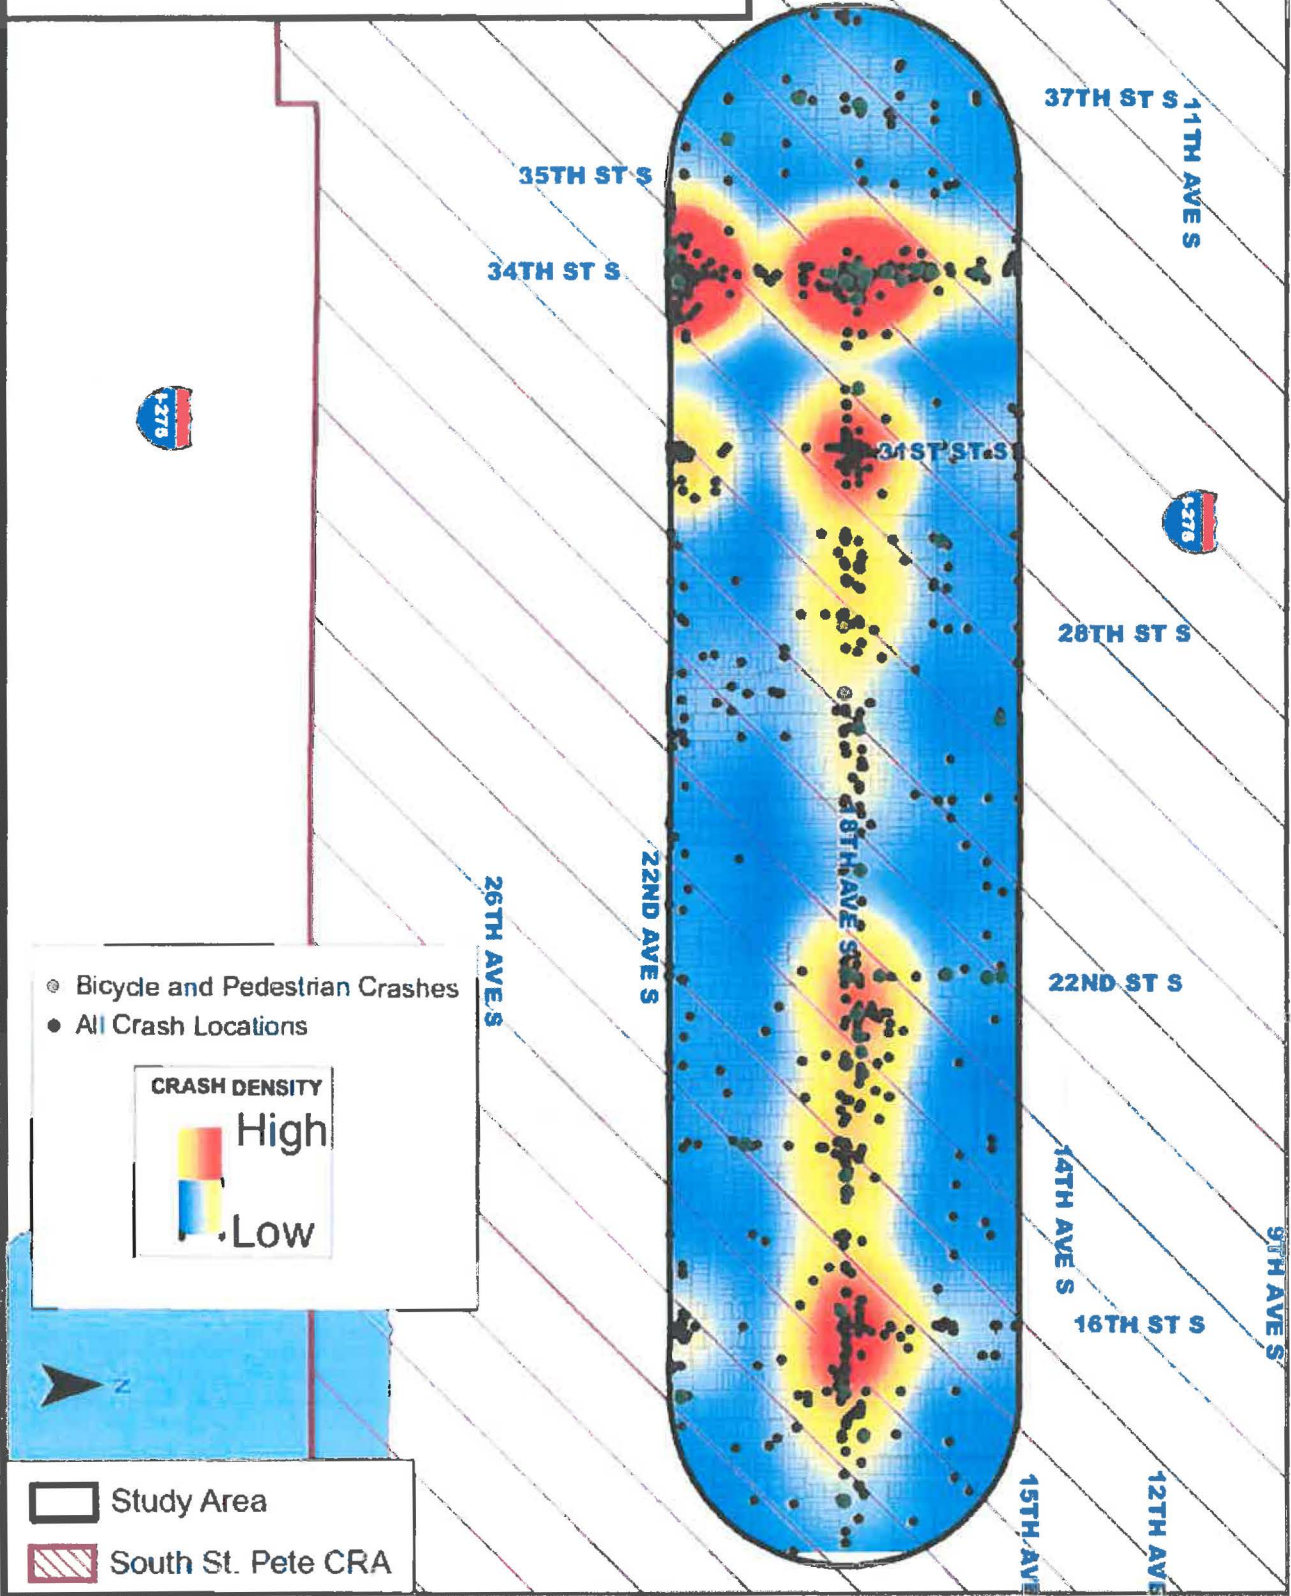 37TH ST S
11TH AVE S
35TH ST S
34TH ST S
I-275
31ST ST S
I-275
28TH ST S
18TH AVE S
22ND AVE S
26TH AVE S
22ND ST S
Bicycle and Pedestrian Crashes
All Crash Locations
CRASH DENSITY
High
Low
14TH AVE S
9TH AVE S
16TH ST S
N
15TH AVE
12TH AVE
Study Area
South St. Pete CRA